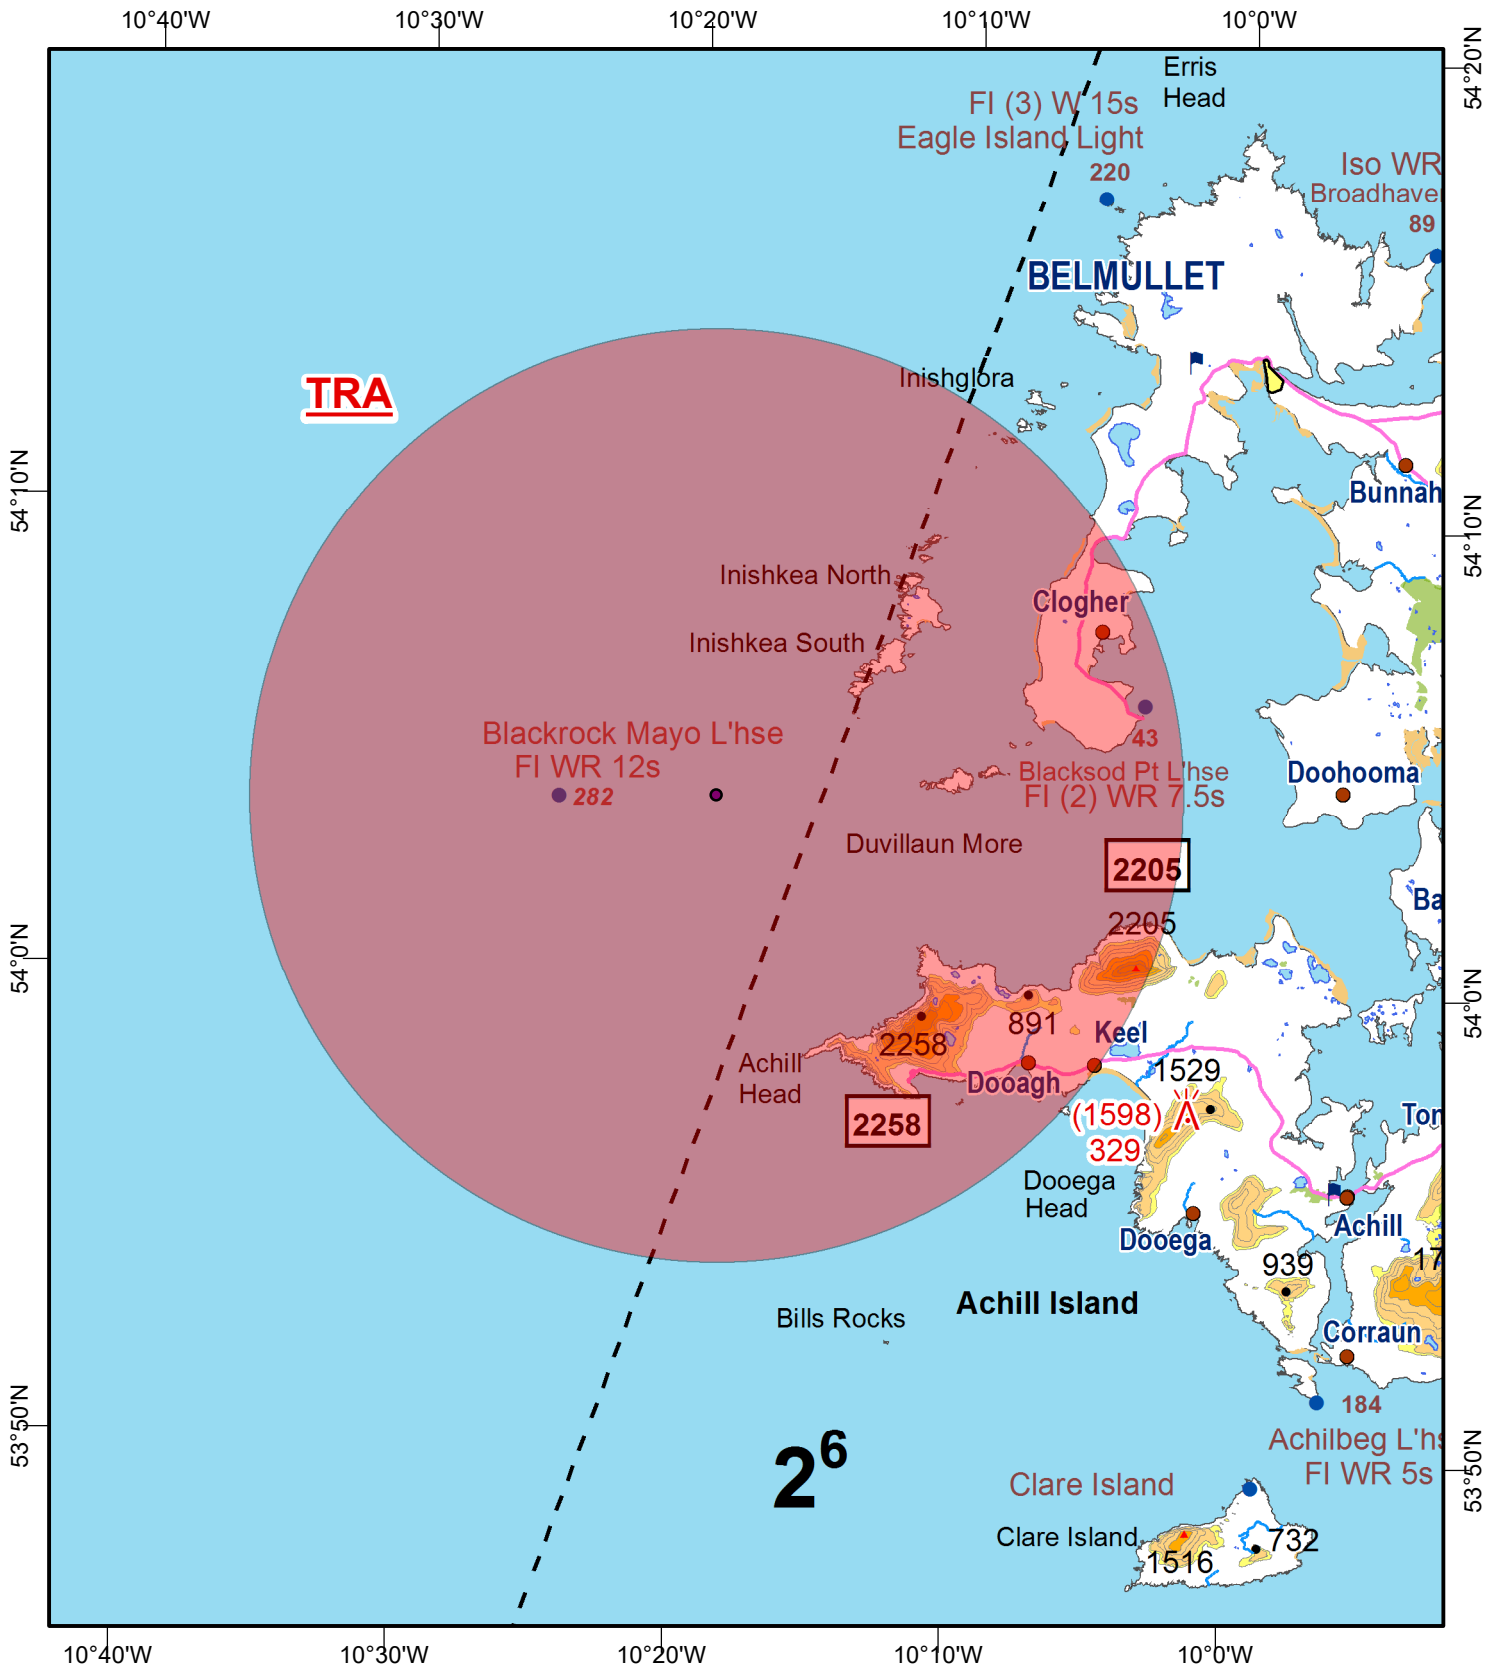 10°40'W
10°30'W
10°20'W
10°10'W
10°0'W
54°20'N
Erris
Head
Fl (3) W 15s
Eagle Island Light
220
Iso WR
Broadhave
89
BELMULLET
TRA
Inishglora
54°10'N
Bunnah
54°10'N
Inishkea North
Clogher
Inishkea South
Blackrock Mayo L'hse
Fl WR 12s
282
43
Blacksod Pt L'hse
Fl (2) WR 7.5s
Doohooma
Duvillaun More
2205
Ba
2205
54°0'N
54°0'N
891
Keel
2258
Achill
Head
Dooagh
1529
2258
(1598)
329
Ton
Dooega
Head
Dooega
Achill
939
17
Achill Island
Bills Rocks
Corraun
53°50'N
184
Achilbeg L'hs
Fl WR 5s
53°50'N
2⁶
Clare Island
Clare Island
732
1516
10°40'W
10°30'W
10°20'W
10°10'W
10°0'W